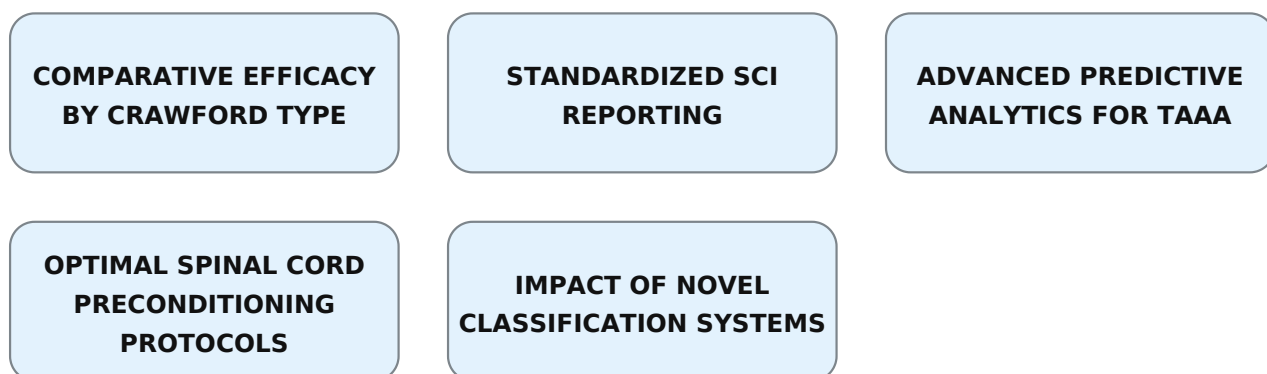 COMPARATIVE EFFICACY
BY CRAWFORD TYPE
STANDARDIZED SCI
REPORTING
ADVANCED PREDICTIVE
ANALYTICS FOR TAAA
OPTIMAL SPINAL CORD
PRECONDITIONING
PROTOCOLS
IMPACT OF NOVEL
CLASSIFICATION SYSTEMS